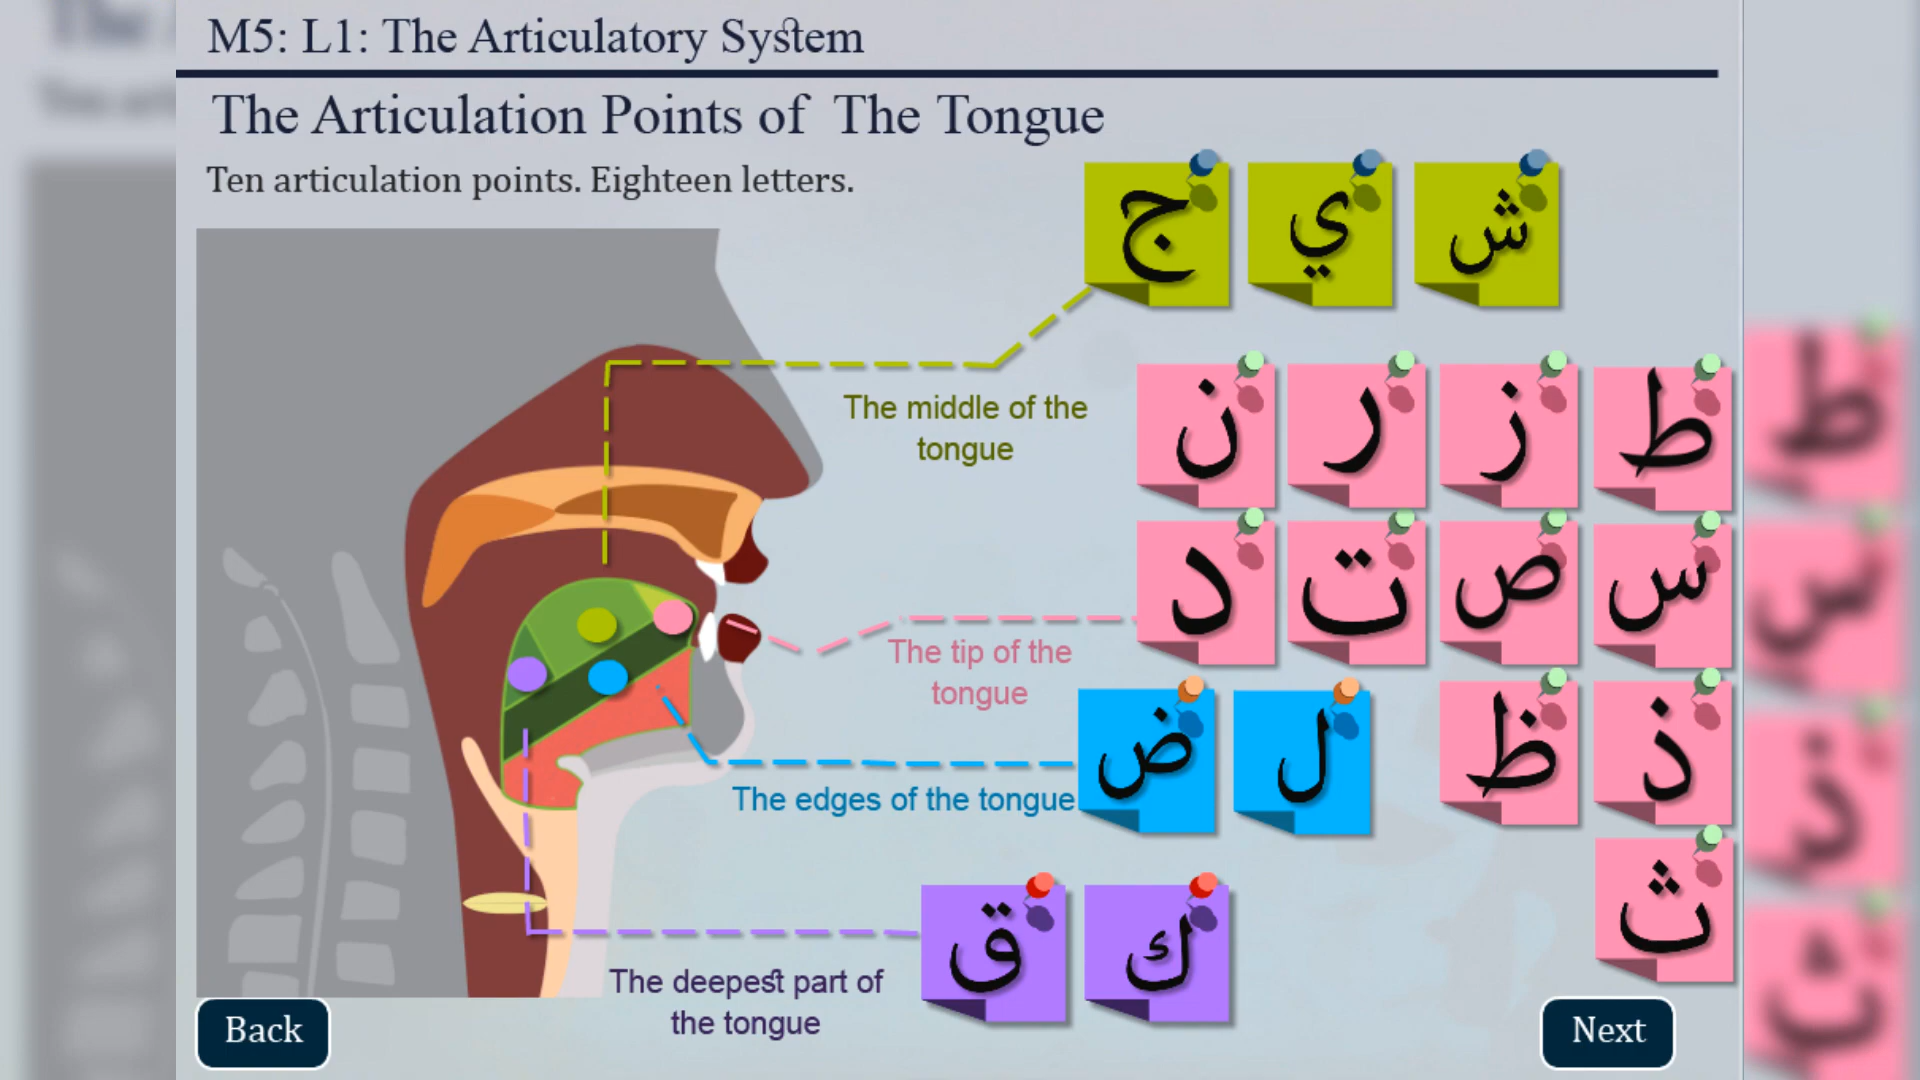 M5: L1: The Articulatory System
The Articulation Points of The Tongue
Ten articulation points. Eighteen letters.
ج ي ش
The middle of the
tongue
ن ر ز ط
د ت ص س
The tip of the
tongue
ض ل ظ ذ
The edges of the tongue
ث
ق ك
The deepest part of
the tongue
Back
Next